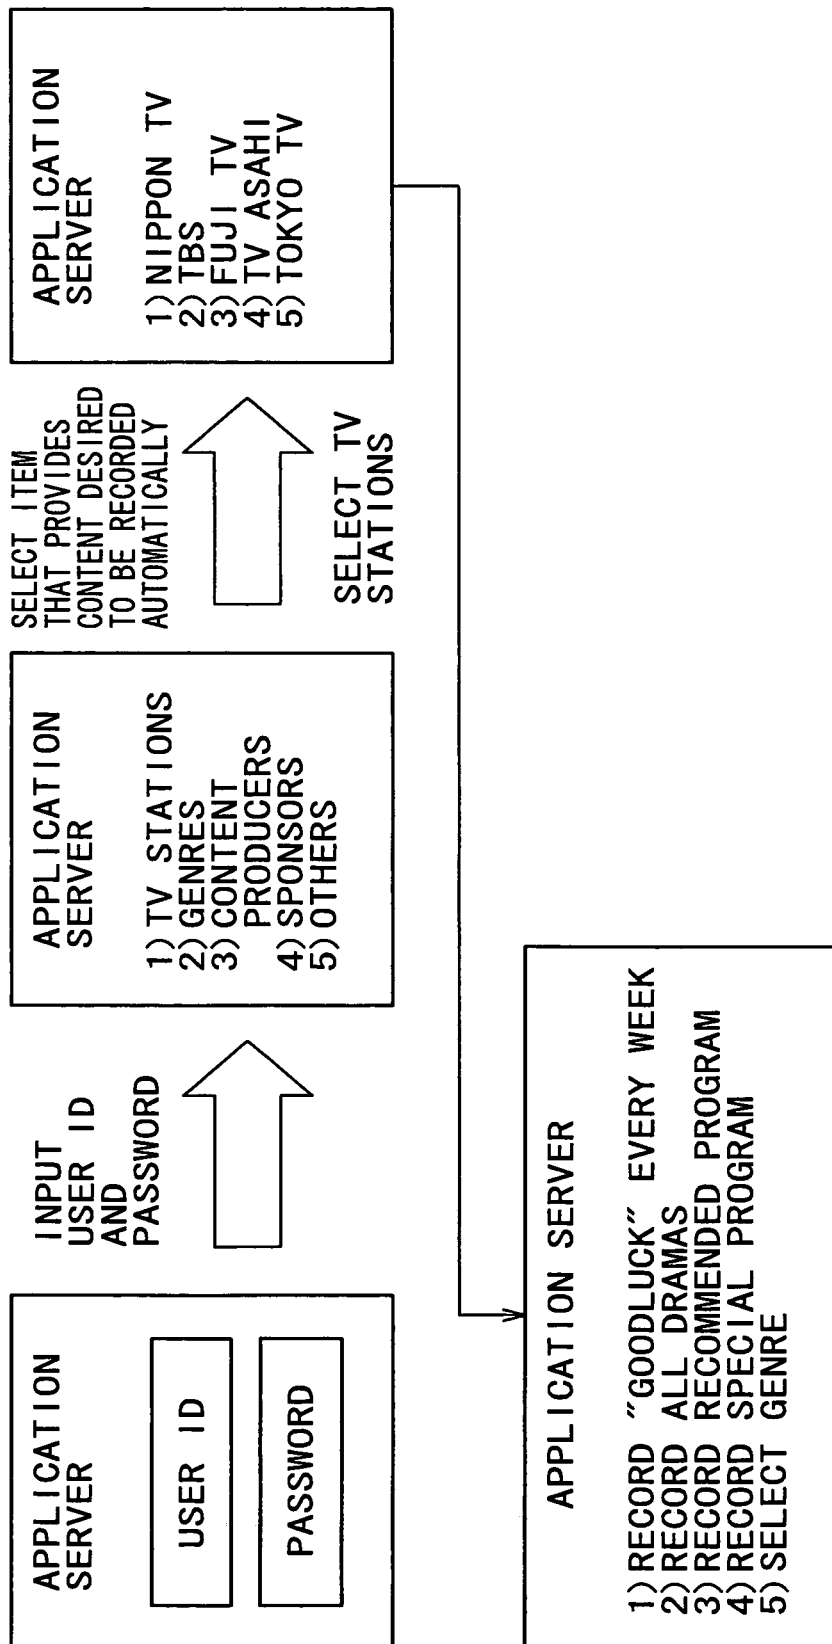 APPLICATION
SERVER
USER ID
PASSWORD
INPUT
USER ID
AND
PASSWORD
APPLICATION
SERVER
1) TV STATIONS
2) GENRES
3) CONTENT
PRODUCERS
4) SPONSORS
5) OTHERS
SELECT ITEM
THAT PROVIDES
CONTENT DESIRED
TO BE RECORDED
AUTOMATICALLY
SELECT TV
STATIONS
APPLICATION
SERVER
1) NIPPON TV
2) TBS
3) FUJI TV
4) TV ASAHI
5) TOKYO TV
APPLICATION SERVER
1) RECORD "GOODLUCK" EVERY WEEK
2) RECORD ALL DRAMAS
3) RECORD RECOMMENDED PROGRAM
4) RECORD SPECIAL PROGRAM
5) SELECT GENRE